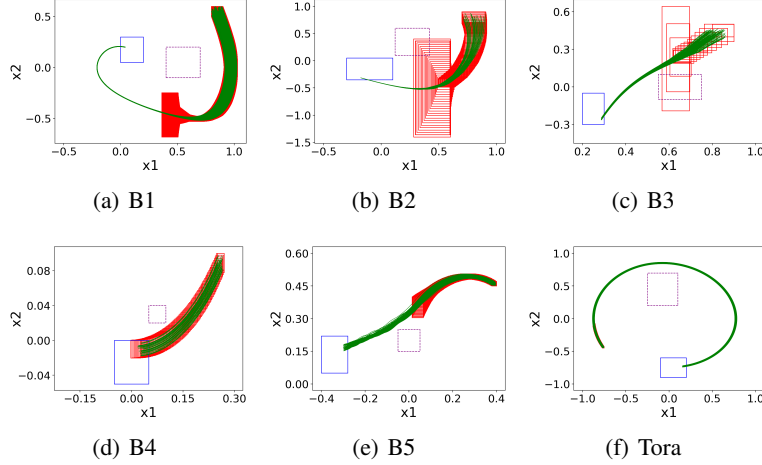 x2
0.5
0.0
−0.5
−0.5 0.0 0.5 1.0
x1
(a) B1
x2
1.0
0.5
0.0
−0.5
−1.0
−1.5
−0.5 0.0 0.5 1.0
x1
(b) B2
x2
0.6
0.3
0.0
−0.3
0.2 0.4 0.6 0.8 1.0
x1
(c) B3
x2
0.08
0.04
0.00
−0.04
−0.15 0.00 0.15 0.30
x1
(d) B4
x2
0.60
0.45
0.30
0.15
0.00
−0.4 −0.2 0.0 0.2 0.4
x1
(e) B5
x2
1.0
0.5
0.0
−0.5
−1.0
−1.0 −0.5 0.0 0.5 1.0
x1
(f) Tora